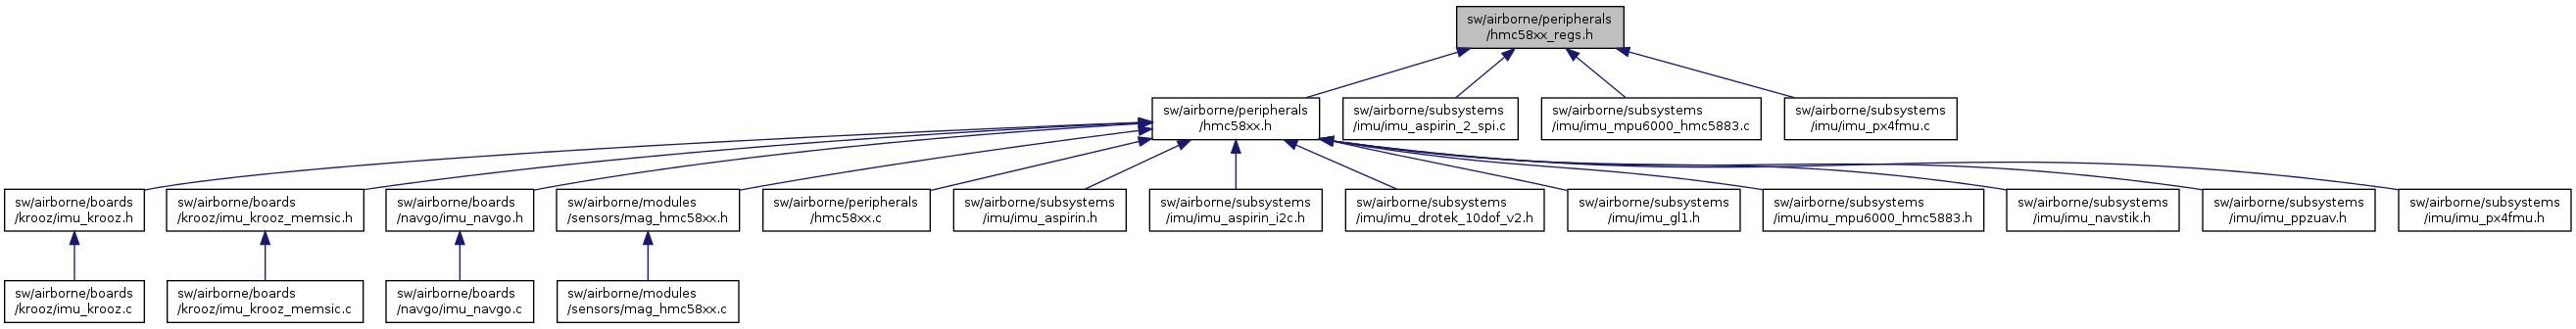 sw/airborne/peripherals
/hmc58xx_regs.h
sw/airborne/peripherals
/hmc58xx.h
sw/airborne/subsystems
/imu/imu_aspirin_2_spi.c
sw/airborne/subsystems
/imu/imu_mpu6000_hmc5883.c
sw/airborne/subsystems
/imu/imu_px4fmu.c
sw/airborne/boards
/krooz/imu_krooz.h
sw/airborne/boards
/krooz/imu_krooz_memsic.h
sw/airborne/boards
/navgo/imu_navgo.h
sw/airborne/modules
/sensors/mag_hmc58xx.h
sw/airborne/peripherals
/hmc58xx.c
sw/airborne/subsystems
/imu/imu_aspirin.h
sw/airborne/subsystems
/imu/imu_aspirin_i2c.h
sw/airborne/subsystems
/imu/imu_drotek_10dof_v2.h
sw/airborne/subsystems
/imu/imu_gl1.h
sw/airborne/subsystems
/imu/imu_mpu6000_hmc5883.h
sw/airborne/subsystems
/imu/imu_navstik.h
sw/airborne/subsystems
/imu/imu_ppzuav.h
sw/airborne/subsystems
/imu/imu_px4fmu.h
sw/airborne/boards
/krooz/imu_krooz.c
sw/airborne/boards
/krooz/imu_krooz_memsic.c
sw/airborne/boards
/navgo/imu_navgo.c
sw/airborne/modules
/sensors/mag_hmc58xx.c